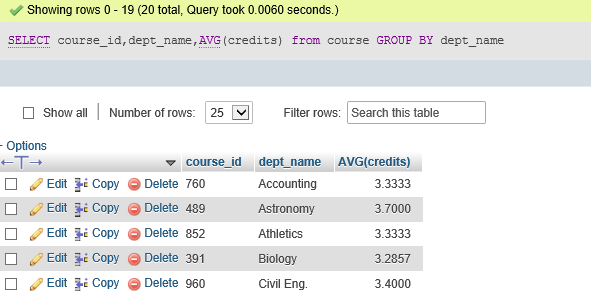 Showing rows 0 - 19 (20 total, Query took 0.0060 seconds.)
SELECT course_id,dept_name,AVG(credits) from course GROUP BY dept_name
Show all Number of rows: 25 Filter rows: Search this table
+ Options
←T→ course_id dept_name AVG(credits)
Edit Copy Delete 760 Accounting 3.3333
Edit Copy Delete 489 Astronomy 3.7000
Edit Copy Delete 852 Athletics 3.3333
Edit Copy Delete 391 Biology 3.2857
Edit Copy Delete 960 Civil Eng. 3.4000